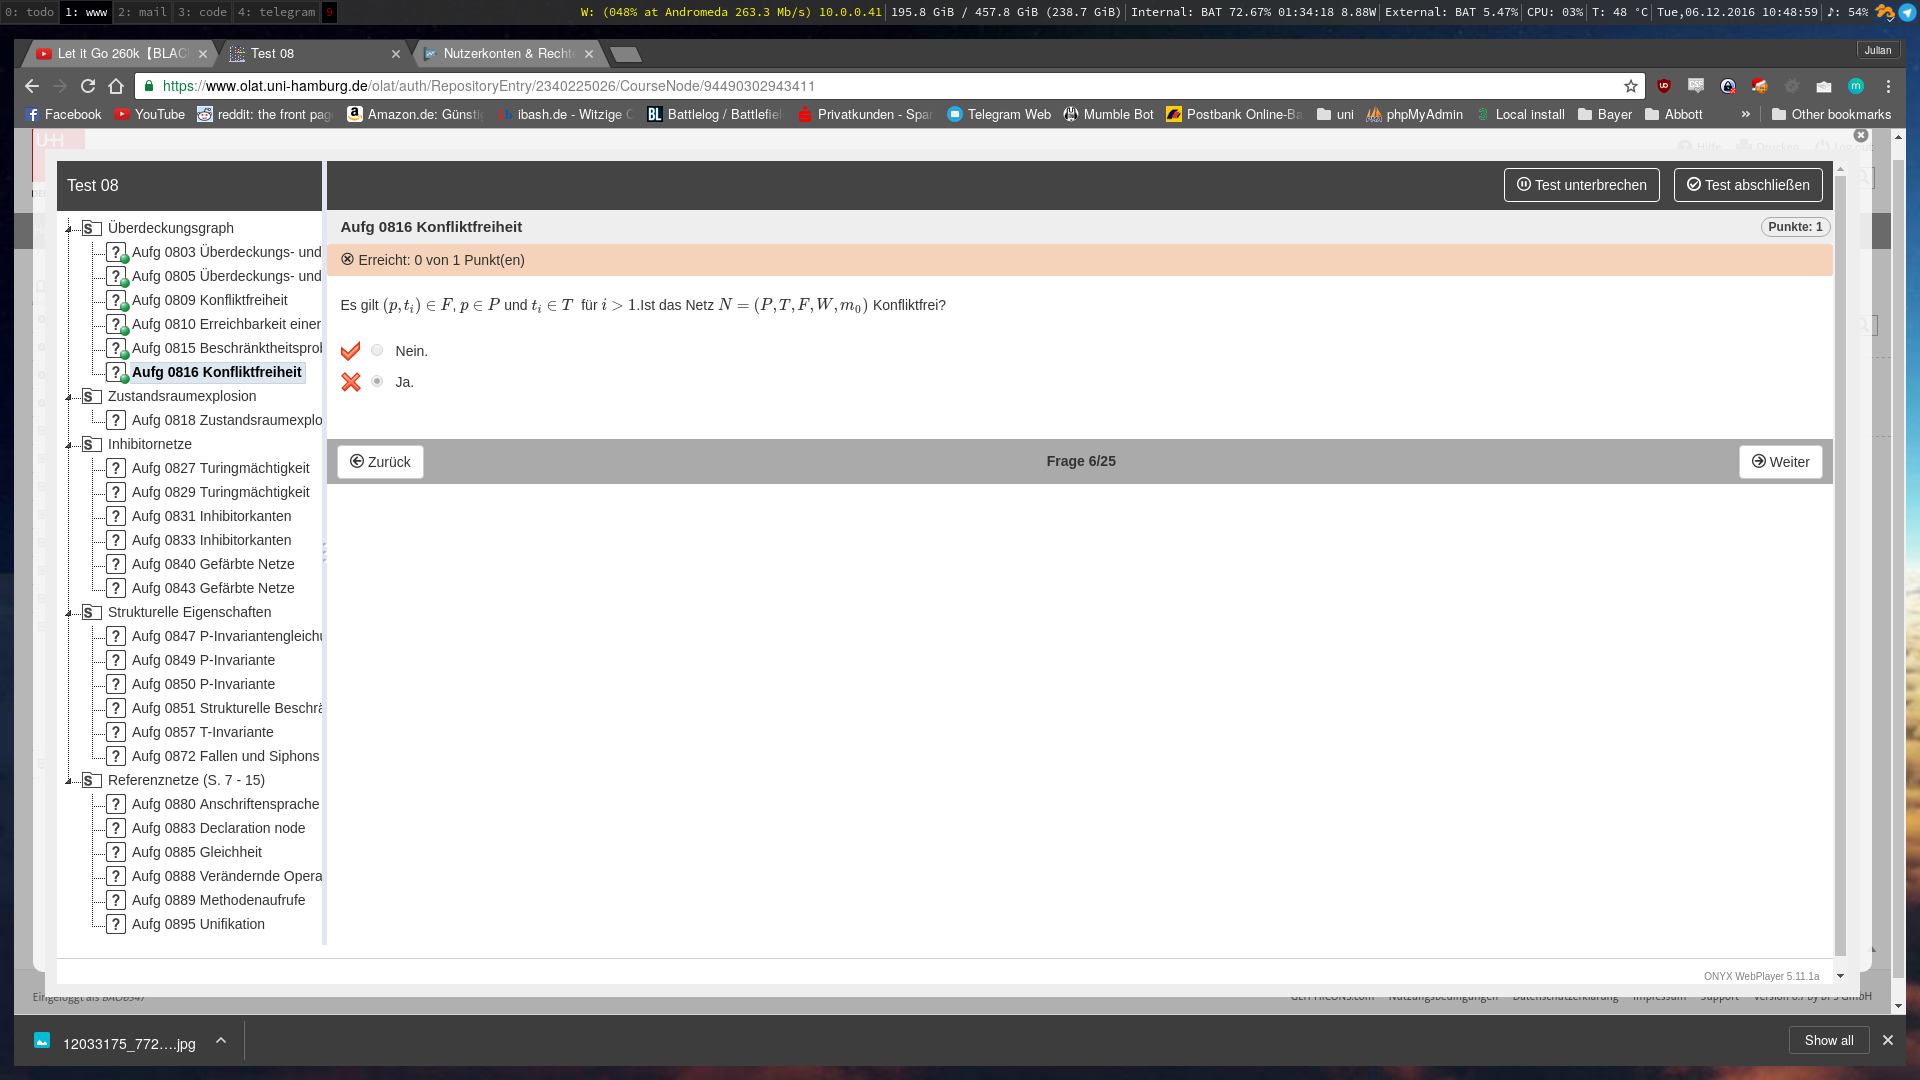 0: todo 1: www 2: mail 3: code 4: telegram 9
W: (048% at Andromeda 263.3 Mb/s) 10.0.0.41 195.8 GiB / 457.8 GiB (238.7 GiB) Internal: BAT 72.67% 01:34:18 8.88W External: BAT 5.47% CPU: 03% T: 48 °C Tue,06.12.2016 10:48:59 ♪: 54%
Let it Go 260k【BLAC Test 08 Nutzerkonten & Recht Julian
https://www.olat.uni-hamburg.de/olat/auth/RepositoryEntry/2340225026/CourseNode/94490302943411
Facebook YouTube reddit: the front pag Amazon.de: Günsti ibash.de - Witzige Battlelog / Battlefiel Privatkunden - Spar Telegram Web Mumble Bot Postbank Online-Ba uni phpMyAdmin Local install Bayer Abbott » Other bookmarks
Test 08
Test unterbrechen Test abschließen
Überdeckungsgraph
Aufg 0803 Überdeckungs- und
Aufg 0805 Überdeckungs- und
Aufg 0809 Konfliktfreiheit
Aufg 0810 Erreichbarkeit einer
Aufg 0815 Beschränktheitsprob
Aufg 0816 Konfliktfreiheit
Zustandsraumexplosion
Aufg 0818 Zustandsraumexplo
Inhibitornetze
Aufg 0827 Turingmächtigkeit
Aufg 0829 Turingmächtigkeit
Aufg 0831 Inhibitorkanten
Aufg 0833 Inhibitorkanten
Aufg 0840 Gefärbte Netze
Aufg 0843 Gefärbte Netze
Strukturelle Eigenschaften
Aufg 0847 P-Invariantengleichu
Aufg 0849 P-Invariante
Aufg 0850 P-Invariante
Aufg 0851 Strukturelle Beschrä
Aufg 0857 T-Invariante
Aufg 0872 Fallen und Siphons
Referenznetze (S. 7 - 15)
Aufg 0880 Anschriftensprache
Aufg 0883 Declaration node
Aufg 0885 Gleichheit
Aufg 0888 Verändernde Opera
Aufg 0889 Methodenaufrufe
Aufg 0895 Unifikation
Aufg 0816 Konfliktfreiheit Punkte: 1
Erreicht: 0 von 1 Punkt(en)
Es gilt (p, tᵢ) ∈ F, p ∈ P und tᵢ ∈ T für i > 1.Ist das Netz N = (P, T, F, W, m₀) Konfliktfrei?
Nein.
Ja.
Zurück Frage 6/25 Weiter
ONYX WebPlayer 5.11.1a
12033175_772....jpg Show all